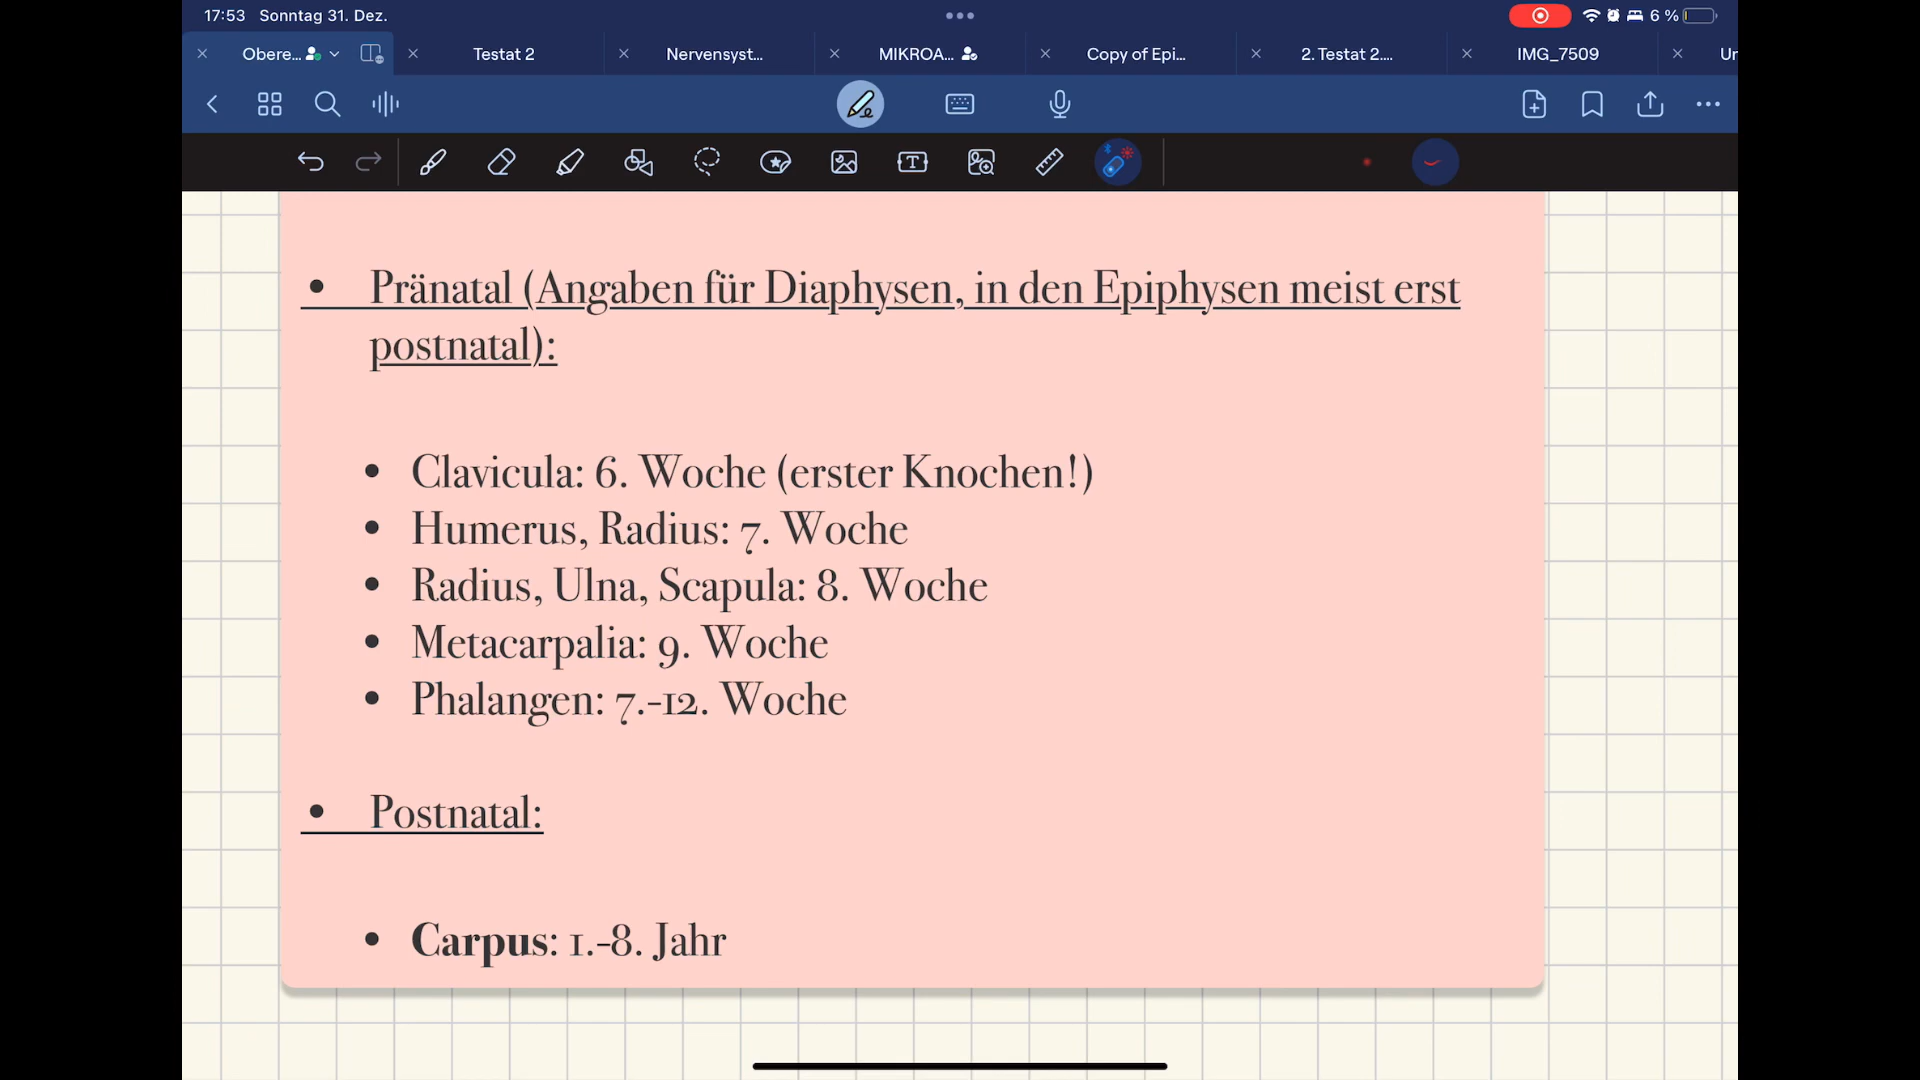 17:53 Sonntag 31. Dez.
6 %
Obere...
Testat 2
Nervensyst...
MIKROA...
Copy of Epi...
2. Testat 2....
IMG_7509
Ur
• Pränatal (Angaben für Diaphysen, in den Epiphysen meist erst
postnatal):
• Clavicula: 6. Woche (erster Knochen!)
• Humerus, Radius: 7. Woche
• Radius, Ulna, Scapula: 8. Woche
• Metacarpalia: 9. Woche
• Phalangen: 7.-12. Woche
• Postnatal:
• Carpus: 1.-8. Jahr